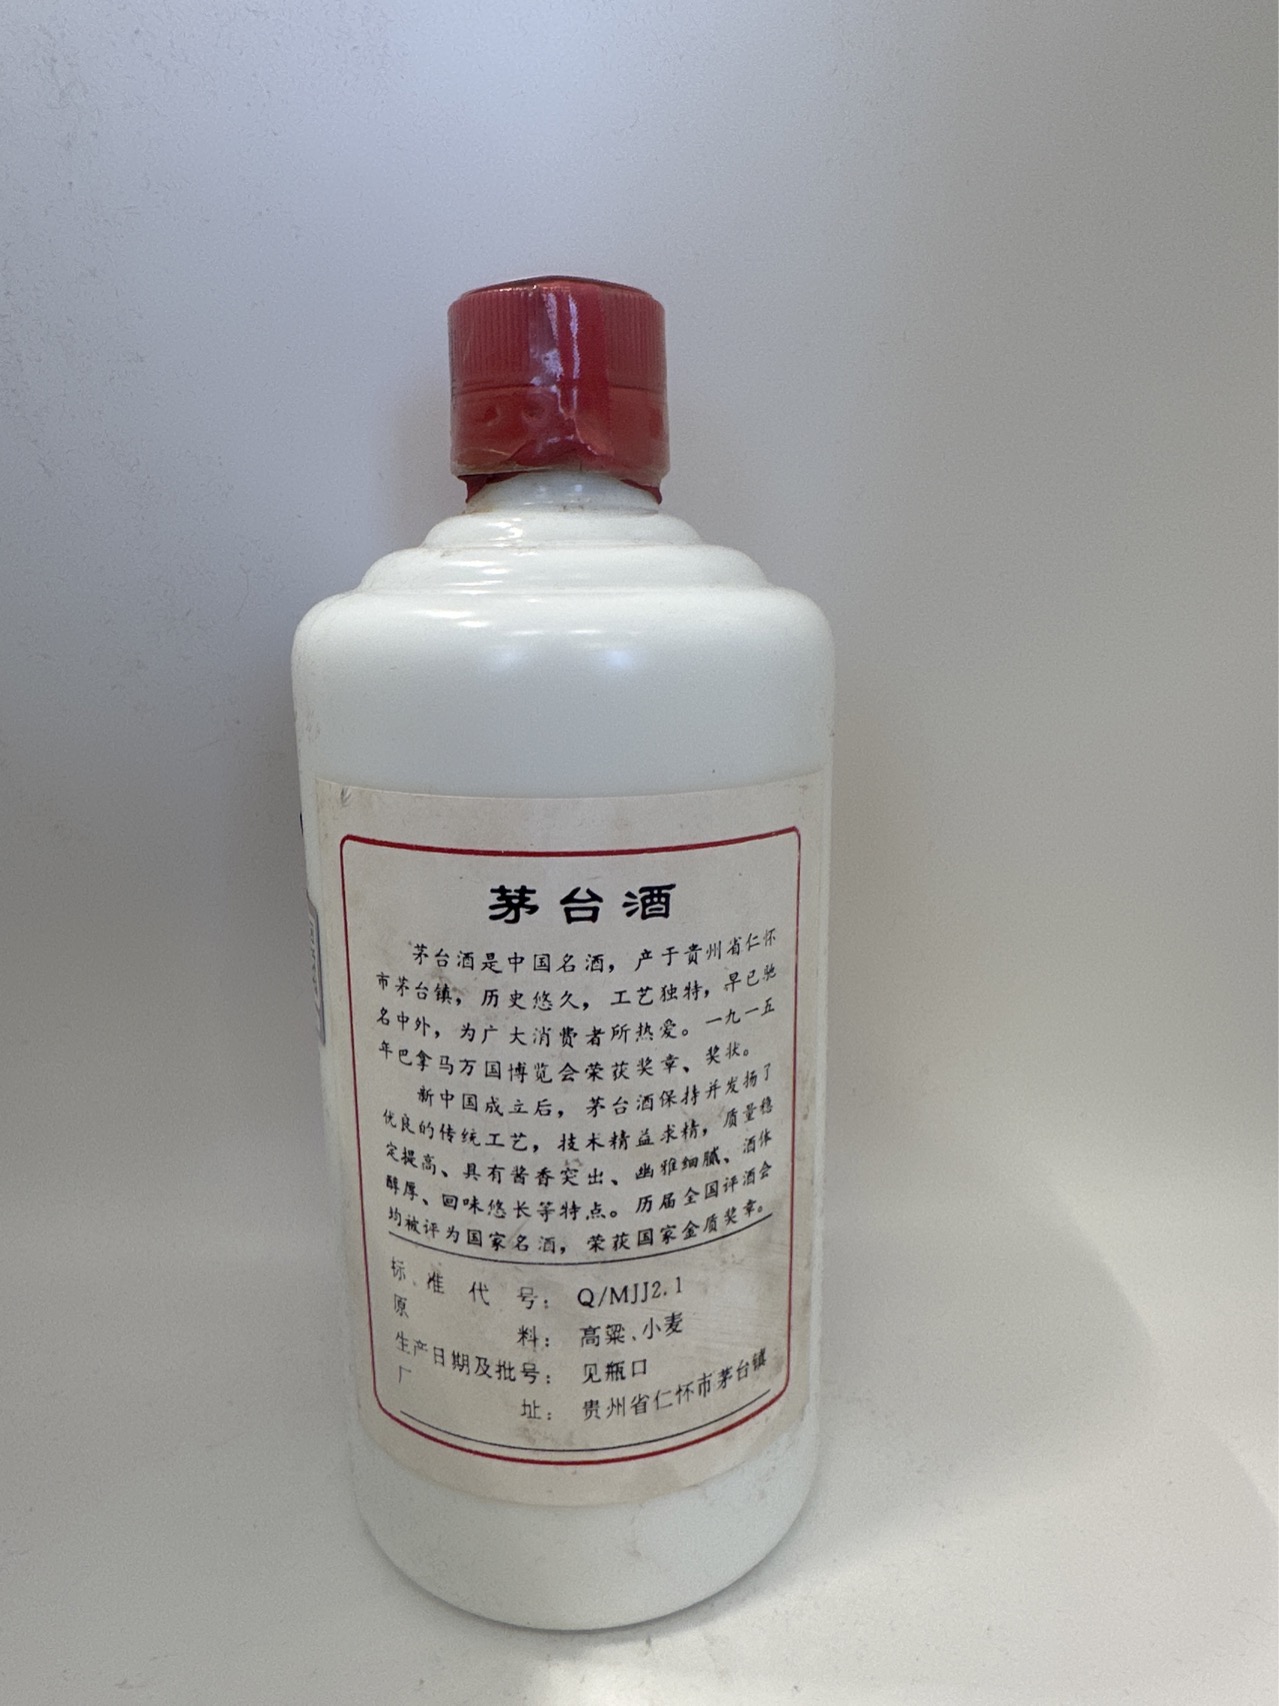 茅台酒
茅台酒是中国名酒，产于贵州省仁怀
市茅台镇，历史悠久，工艺独特，早已驰
名中外，为广大消费者所热爱。一九一五
年巴拿马万国博览会荣获奖章、奖状。
新中国成立后，茅台酒保持并发扬了
优良的传统工艺，技术精益求精，质量稳
定提高、具有酱香突出、幽雅细腻、酒体
醇厚、回味悠长等特点。历届全国评酒会
均被评为国家名酒，荣获国家金质奖章。
标准代号：Q/MJJ2.1
原料：高粱、小麦
生产日期及批号：见瓶口
厂址：贵州省仁怀市茅台镇